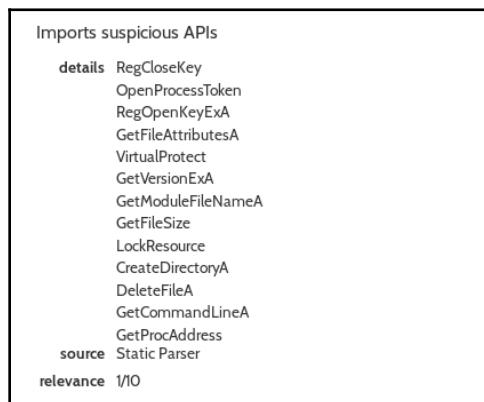 Imports suspicious APIs
details RegCloseKey
OpenProcessToken
RegOpenKeyExA
GetFileAttributesA
VirtualProtect
GetVersionExA
GetModuleFileNameA
GetFileSize
LockResource
CreateDirectoryA
DeleteFileA
GetCommandLineA
GetProcAddress
source Static Parser
relevance 1/10